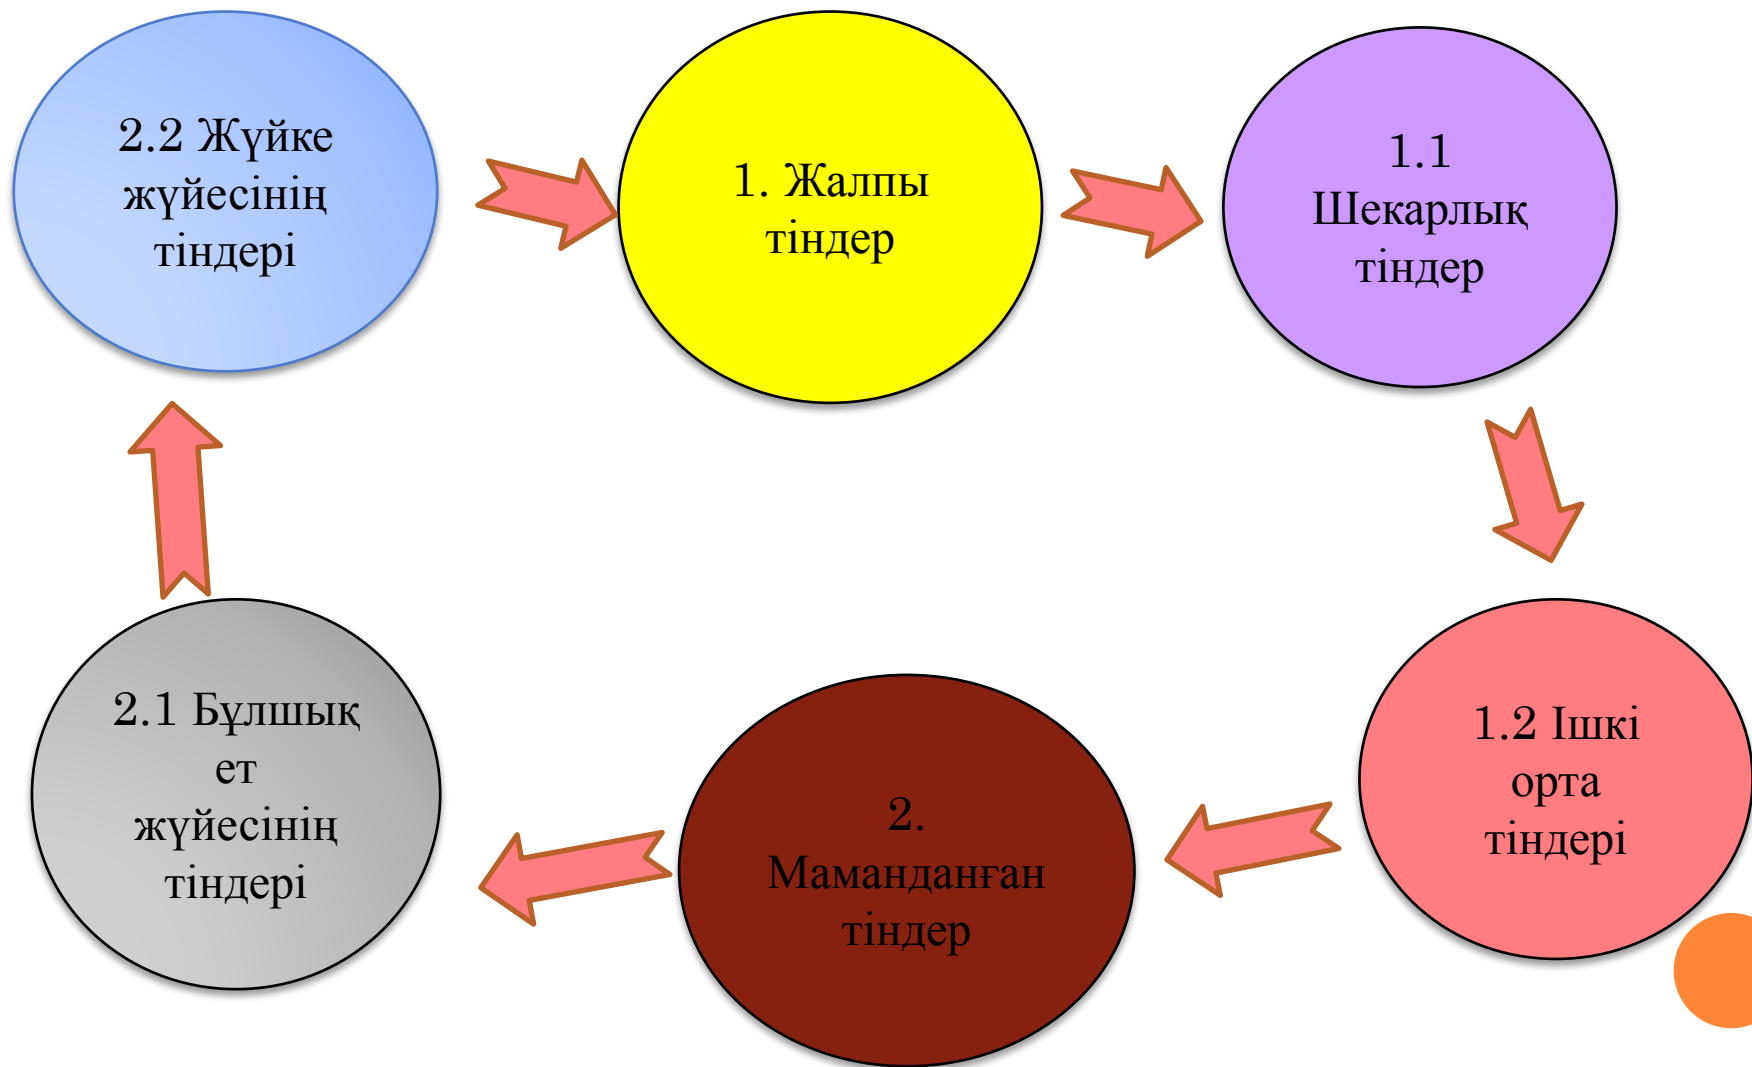 2.2 Жүйке
жүйесінің
тіндері
1. Жалпы
тіндер
1.1
Шекарлық
тіндер
1.2 Ішкі
орта
тіндері
2.
Маманданған
тіндер
2.1 Бұлшық
ет
жүйесінің
тіндері